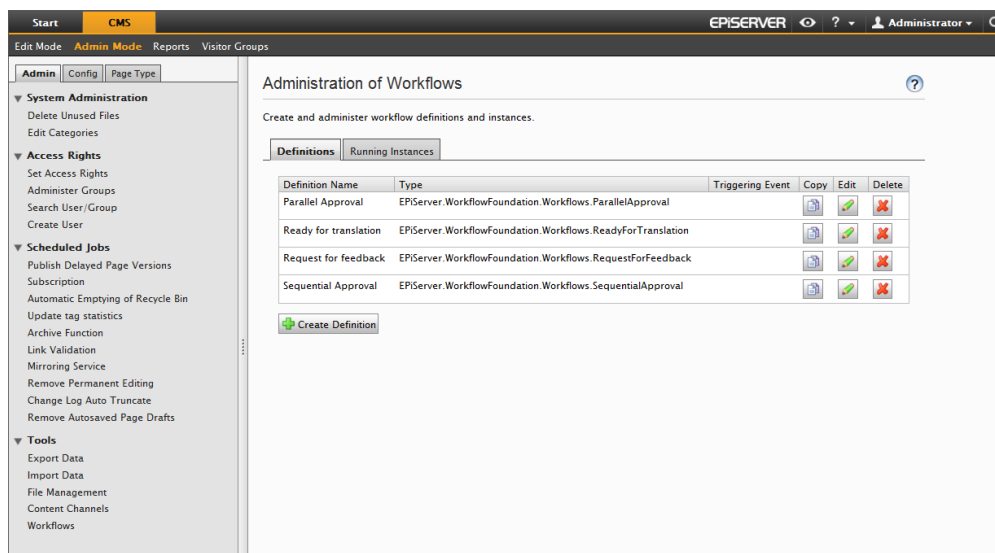 Start CMS EPiSERVER ? Administrator
Edit Mode Admin Mode Reports Visitor Groups
Admin Config Page Type
System Administration
Delete Unused Files
Edit Categories
Access Rights
Set Access Rights
Administer Groups
Search User/Group
Create User
Scheduled Jobs
Publish Delayed Page Versions
Subscription
Automatic Emptying of Recycle Bin
Update tag statistics
Archive Function
Link Validation
Mirroring Service
Remove Permanent Editing
Change Log Auto Truncate
Remove Autosaved Page Drafts
Tools
Export Data
Import Data
File Management
Content Channels
Workflows
Administration of Workflows ?
Create and administer workflow definitions and instances.
Definitions Running Instances
Definition Name Type Triggering Event Copy Edit Delete
Parallel Approval EPiServer.WorkflowFoundation.Workflows.ParallelApproval
Ready for translation EPiServer.WorkflowFoundation.Workflows.ReadyForTranslation
Request for feedback EPiServer.WorkflowFoundation.Workflows.RequestForFeedback
Sequential Approval EPiServer.WorkflowFoundation.Workflows.SequentialApproval
Create Definition